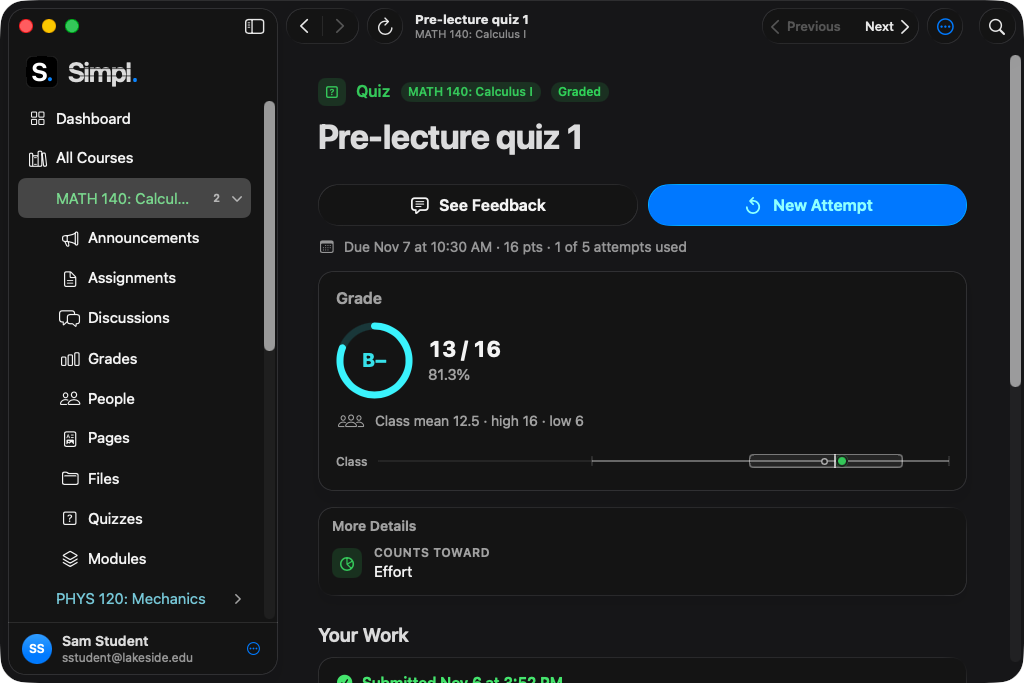 Pre-lecture quiz 1
MATH 140: Calculus I
Previous
Next
S. Simpl.
Dashboard
All Courses
MATH 140: Calcul... 2
Announcements
Assignments
Discussions
Grades
People
Pages
Files
Quizzes
Modules
PHYS 120: Mechanics
SS
Sam Student
sstudent@lakeside.edu
Quiz MATH 140: Calculus I Graded
Pre-lecture quiz 1
See Feedback
New Attempt
Due Nov 7 at 10:30 AM · 16 pts · 1 of 5 attempts used
Grade
B−
13 / 16
81.3%
Class mean 12.5 · high 16 · low 6
Class
More Details
COUNTS TOWARD
Effort
Your Work
Submitted Nov 6 at 3:52 PM